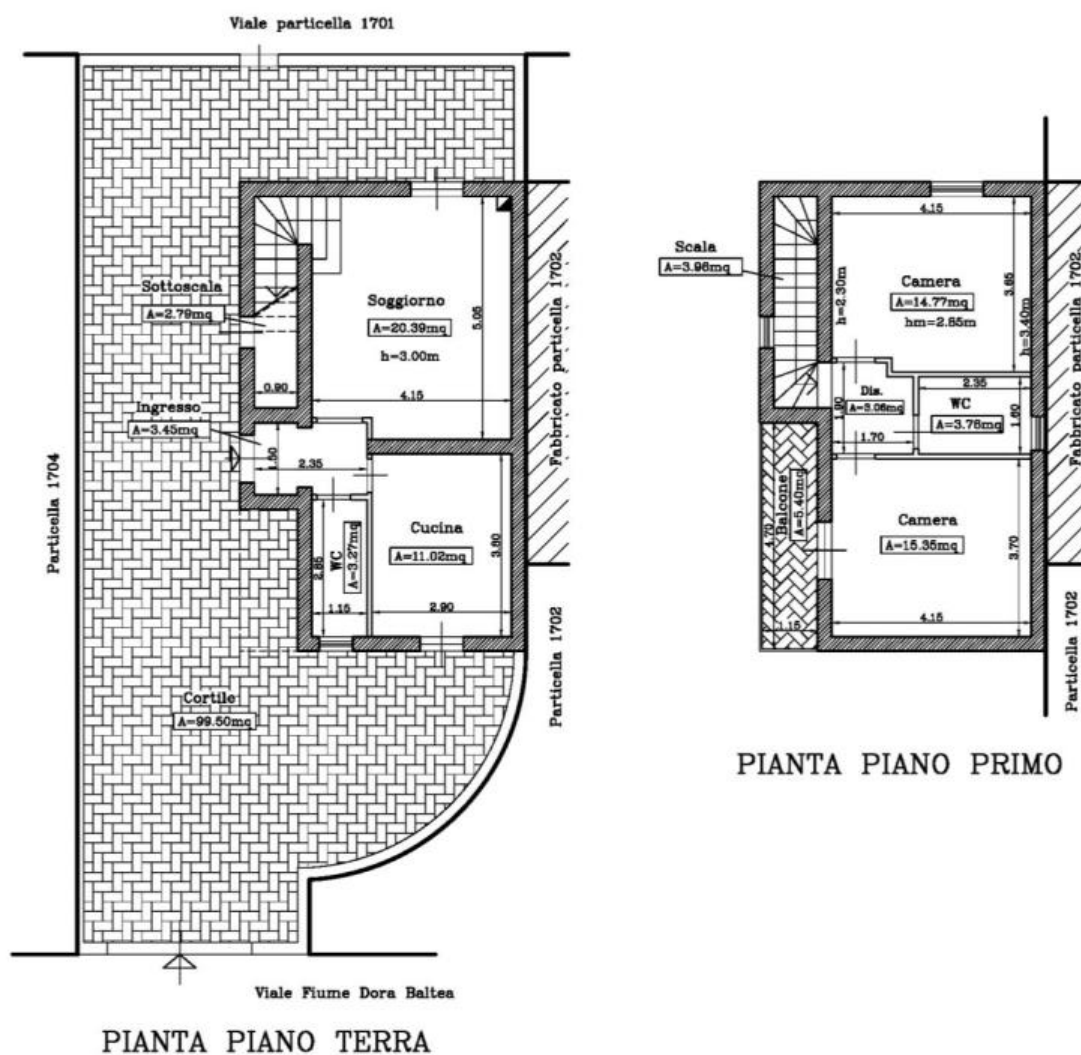 Viale particella 1701
Sottoscala
A=2.79mq
Soggiorno
A=20.39mq
h=3.00m
5.05
0.90
4.15
Ingresso
A=3.45mq
1.50
2.35
Cucina
A=11.02mq
3.80
WC
A=3.27mq
2.85
1.15
2.90
Cortile
A=99.50mq
Particella 1704
Fabbricato particella 1702
Particella 1702
Viale Fiume Dora Baltea
PIANTA PIANO TERRA
Scala
A=3.96mq
4.15
Camera
A=14.77mq
hm=2.85m
h=2.30m
3.65
h=3.40m
Dis.
A=3.06mq
1.90
1.70
2.35
WC
A=3.76mq
1.60
Balcone
A=5.40mq
4.70
1.15
Camera
A=15.35mq
3.70
4.15
Fabbricato particella 1702
Particella 1702
PIANTA PIANO PRIMO